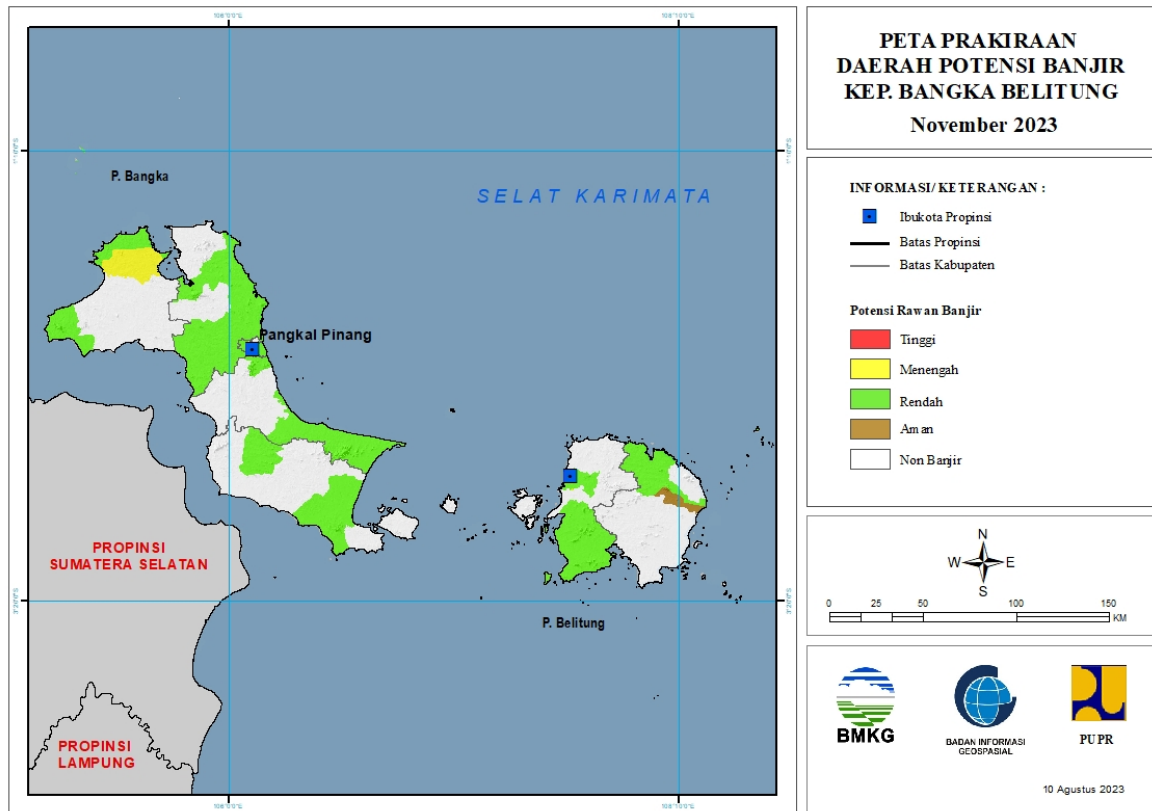 PETA PRAKIRAAN
DAERAH POTENSI BANJIR
KEP. BANGKA BELITUNG
November 2023
P. Bangka
SELAT KARIMATA
Pangkal Pinang
PROPINSI
SUMATERA SELATAN
P. Belitung
PROPINSI
LAMPUNG
INFORMASI/ KETERANGAN :
Ibukota Propinsi
Batas Propinsi
Batas Kabupaten
Potensi Rawan Banjir
Tinggi
Menengah
Rendah
Aman
Non Banjir
N
W E
S
0 25 50 100 150
KM
BMKG
BADAN INFORMASI
GEOSPASIAL
PUPR
10 Agustus 2023